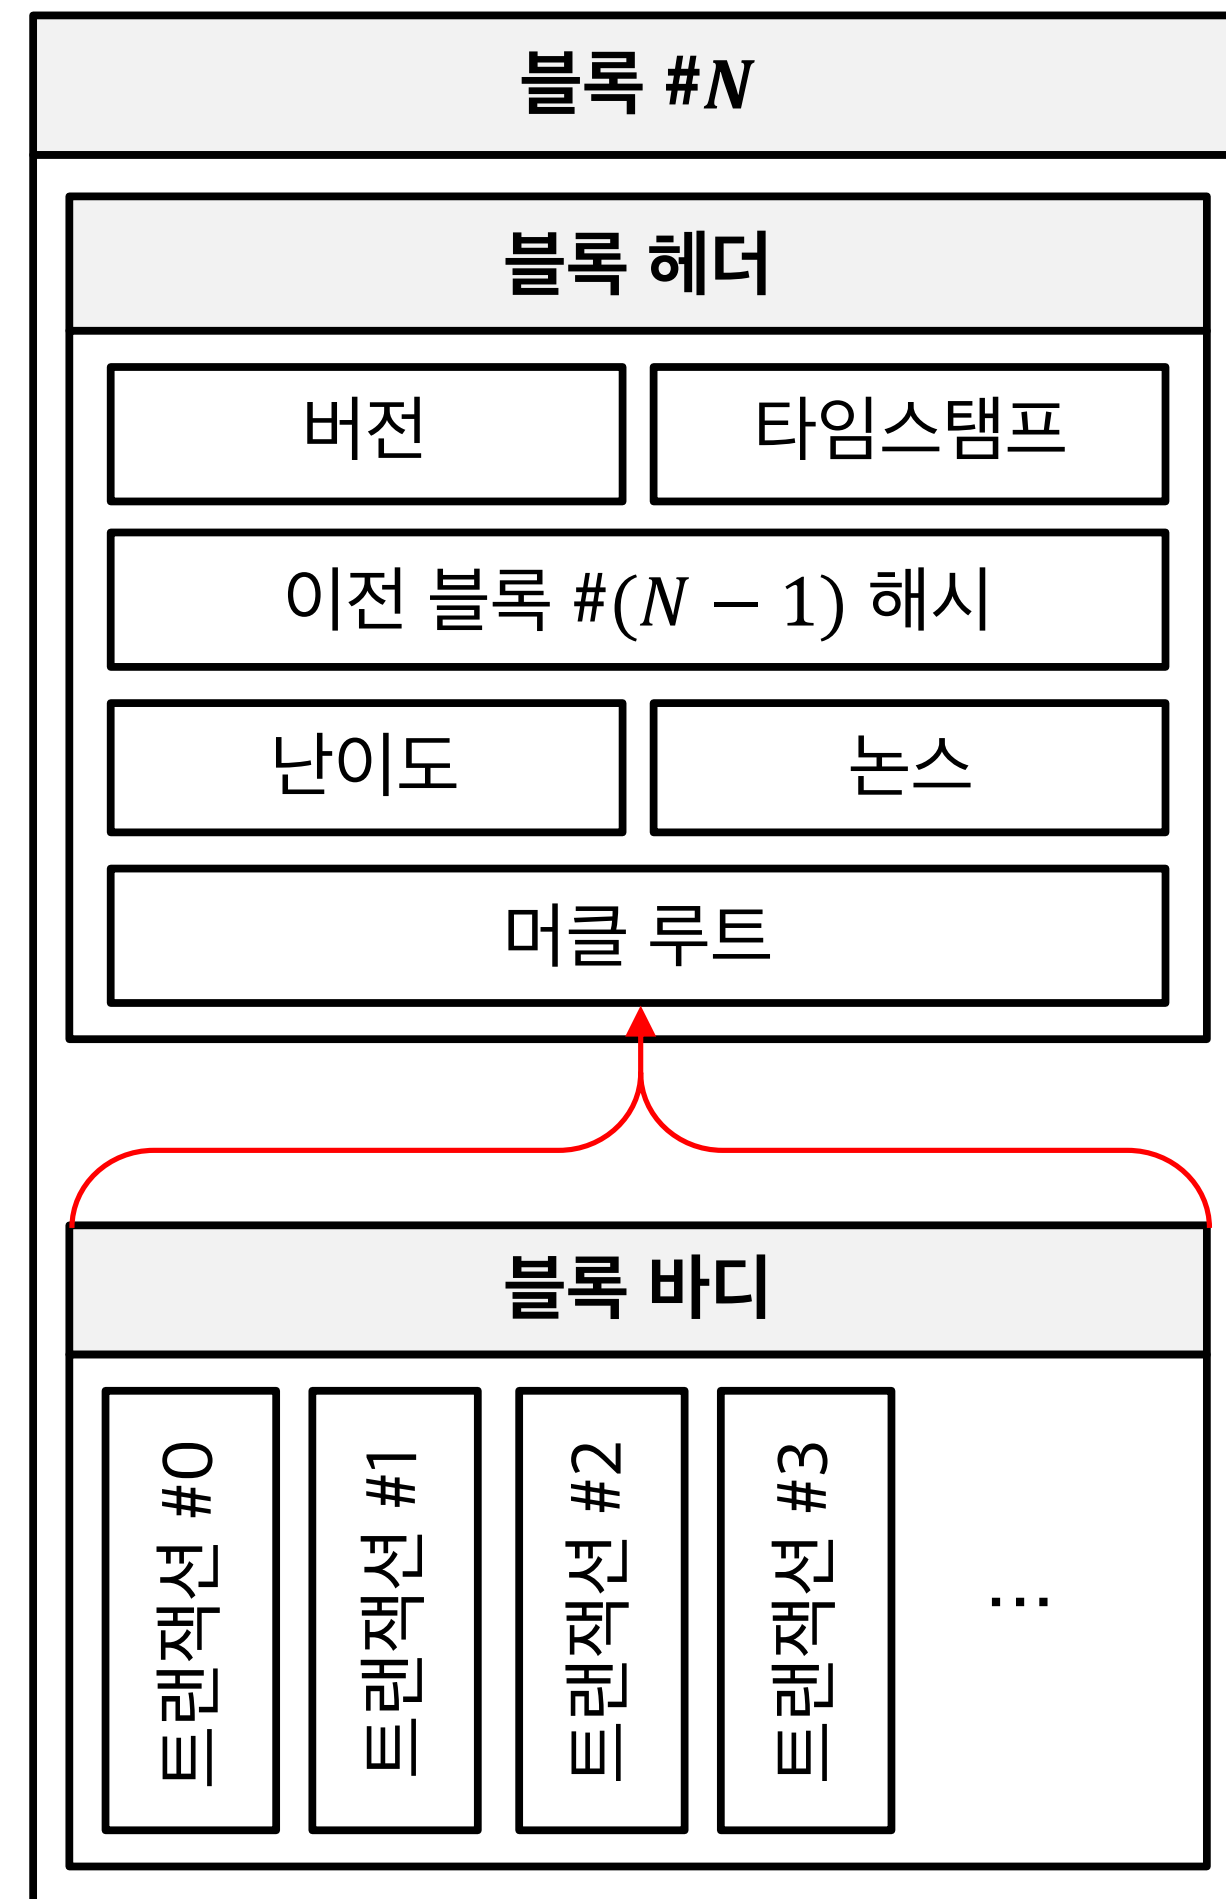 블록 #N
블록 헤더
버전
타임스탬프
이전 블록 #(N − 1) 해시
난이도
논스
머클 루트
블록 바디
트랜잭션 #0
트랜잭션 #1
트랜잭션 #2
트랜잭션 #3
...